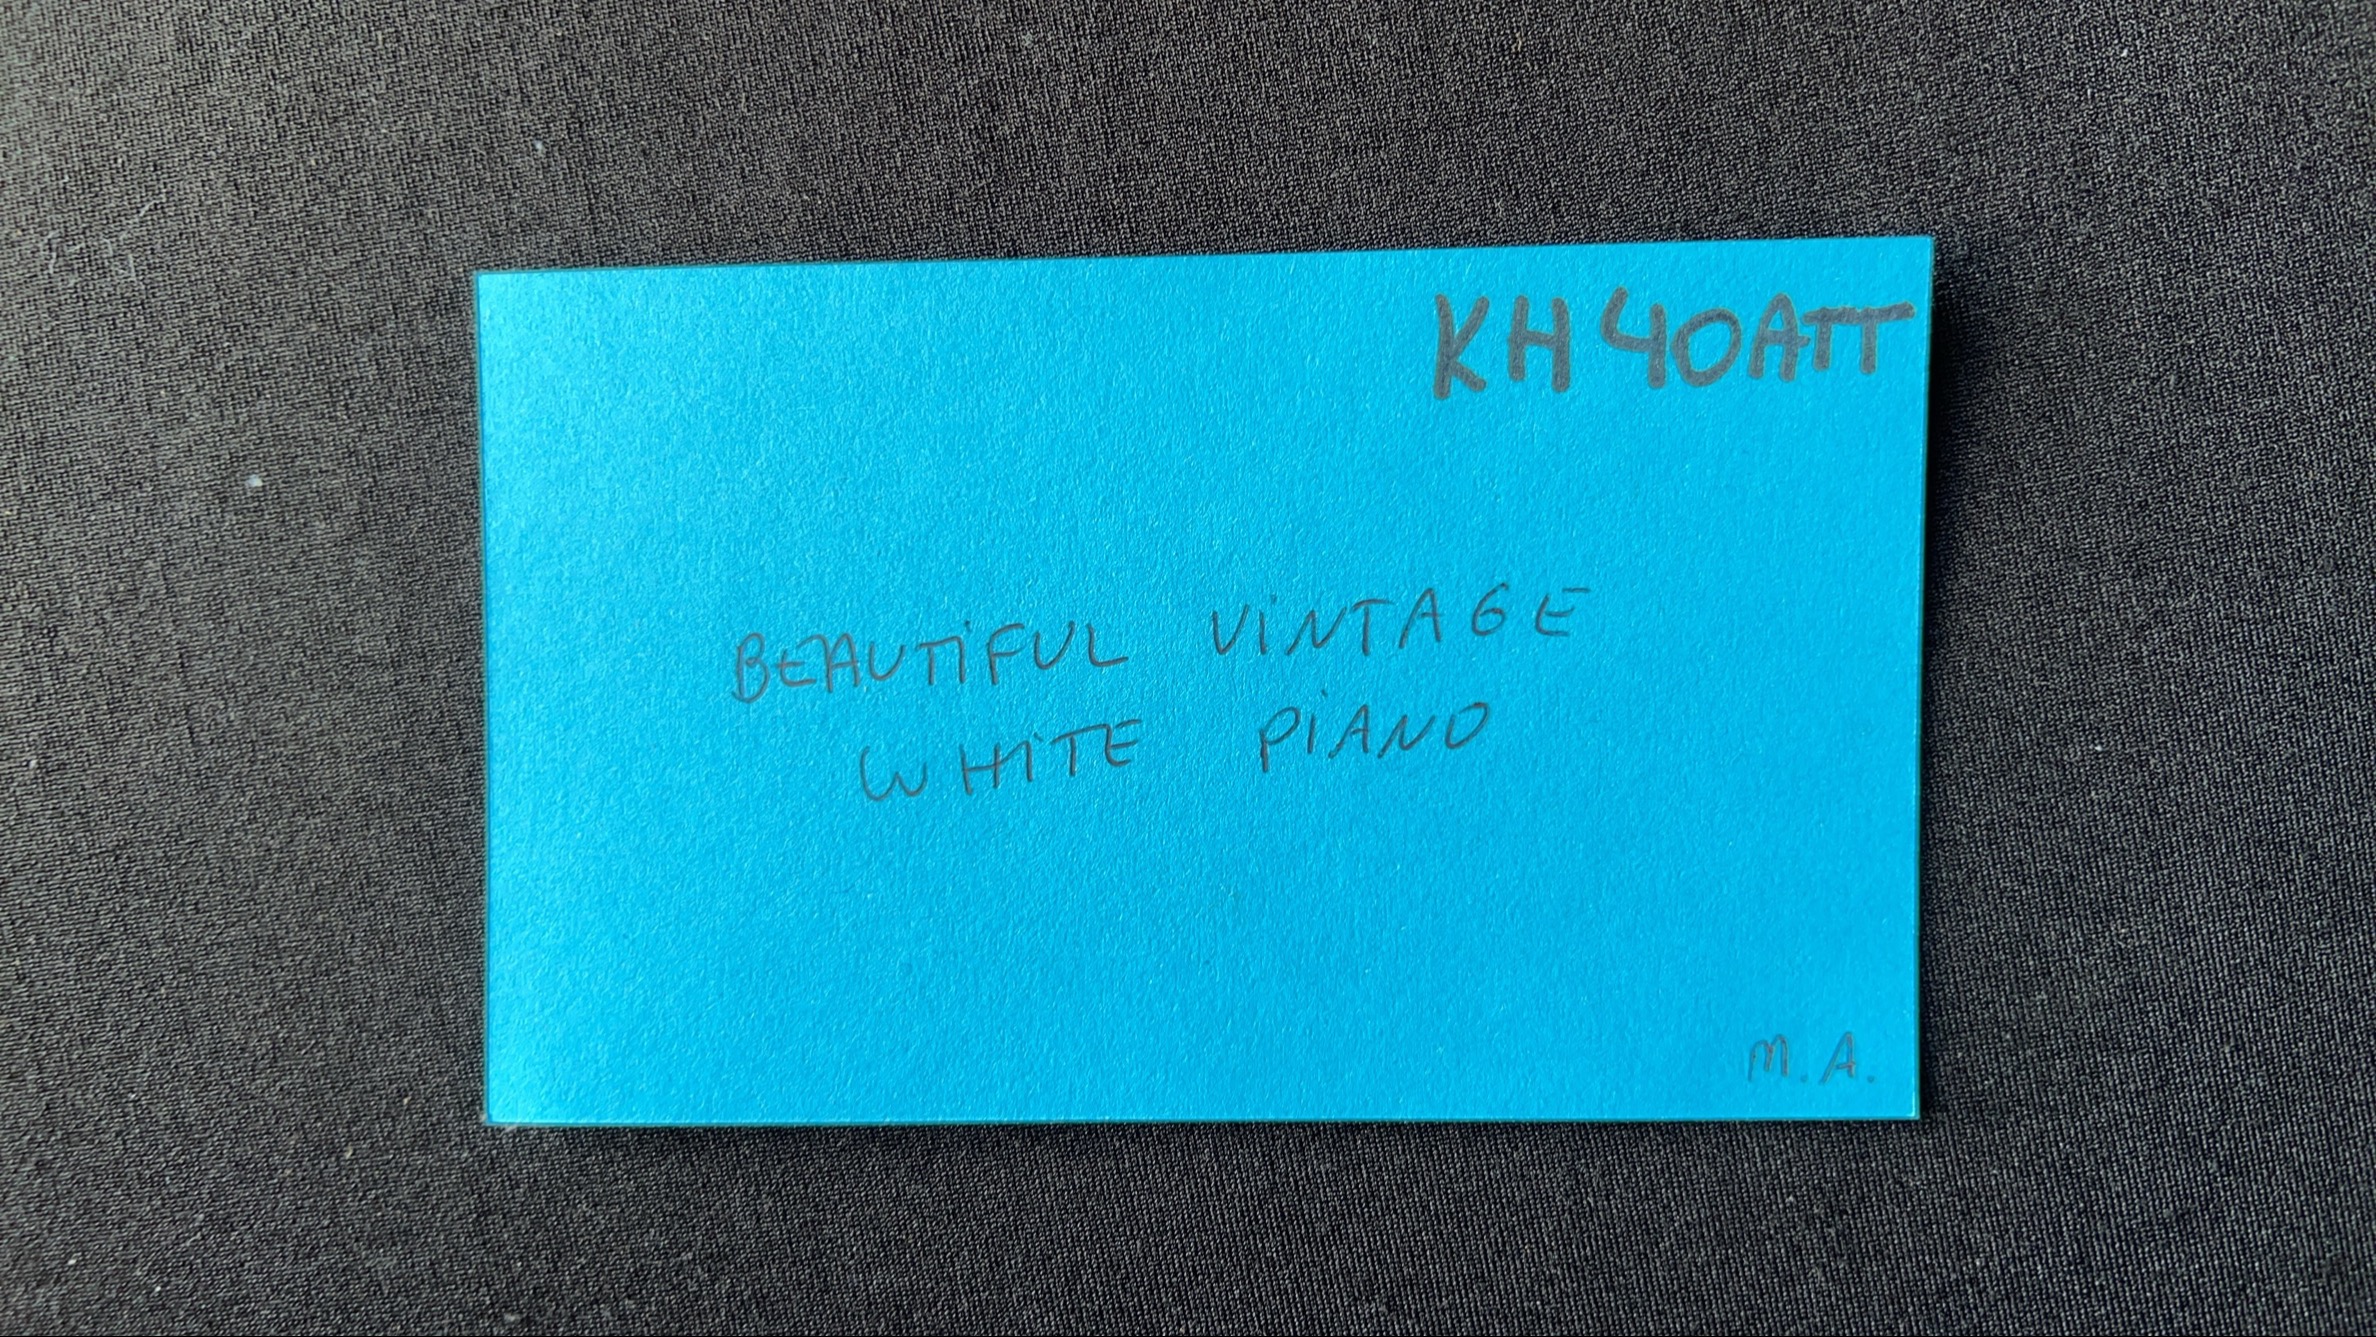 KH40ATT
BEAUTiFUL ViNTAGE
WHiTE PiANO
M.A.